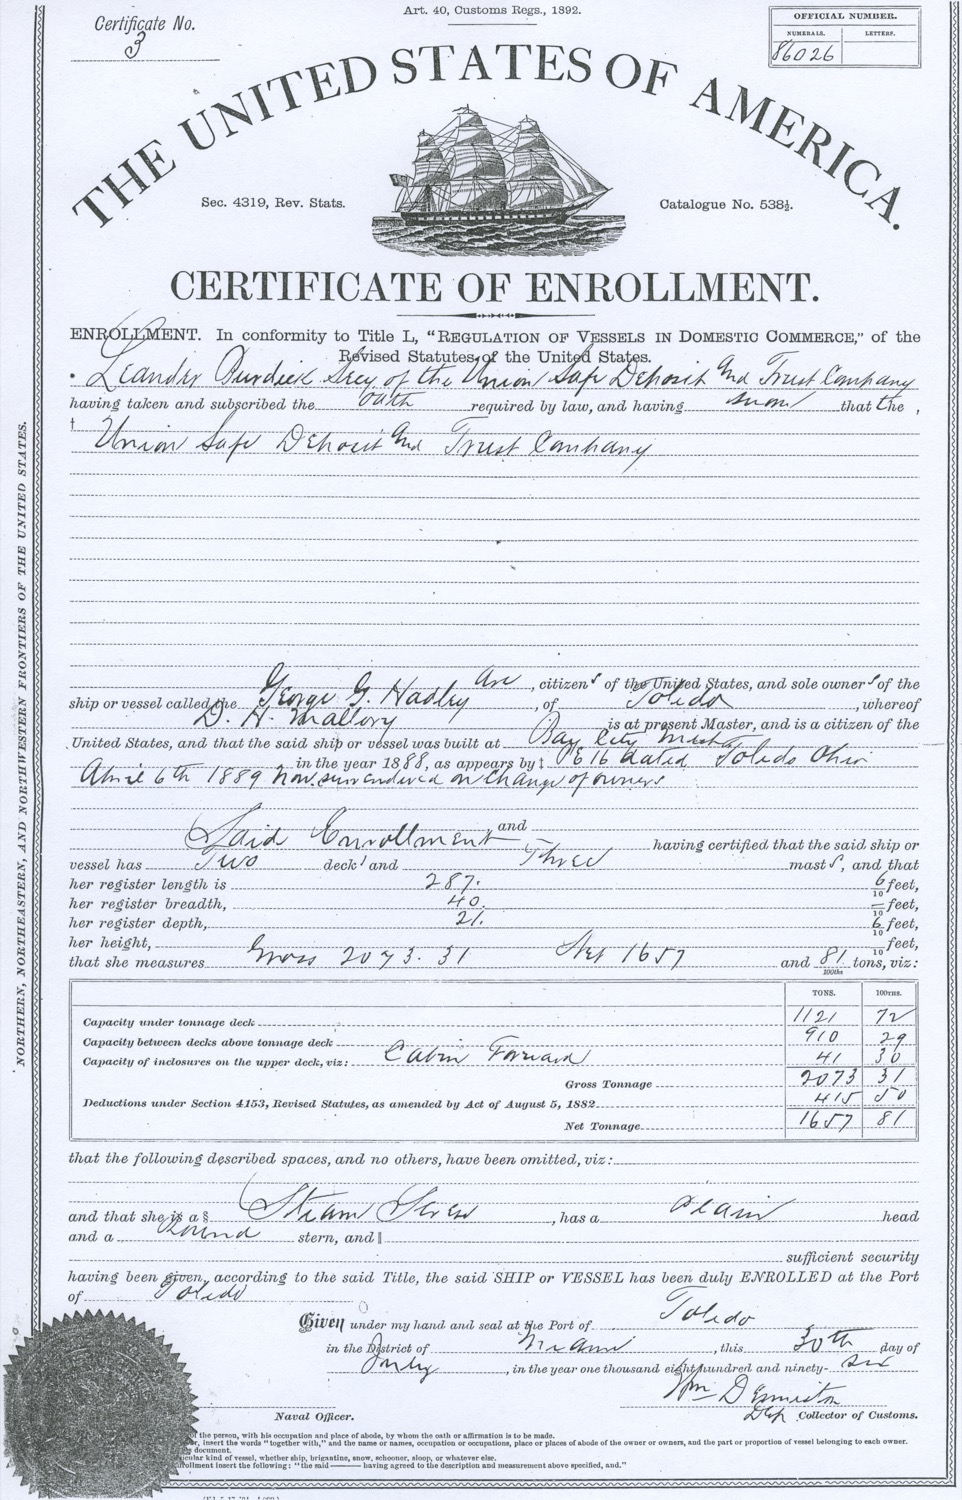 Art. 40, Customs Regs., 1892.
Certificate No.
3
OFFICIAL NUMBER.
NUMERALS. LETTERS.
86026
THE UNITED STATES OF AMERICA.
Sec. 4319, Rev. Stats.
Catalogue No. 538½.
CERTIFICATE OF ENROLLMENT.
ENROLLMENT. In conformity to Title L, "REGULATION OF VESSELS IN DOMESTIC COMMERCE," of the
Revised Statutes of the United States.
Leander Burdick Secy of the Union Safe Deposit and Trust Company
having taken and subscribed the oath required by law, and having sworn that the
† Union Safe Deposit and Trust Company
are, citizens of the United States, and sole owners of the
ship or vessel called the George G. Hadley, of Toledo, whereof
D. H. Mallory is at present Master, and is a citizen of the
United States, and that the said ship or vessel was built at Bay City Mich
in the year 1888, as appears by‡ P E 16 dated Toledo Ohio
April 6th 1889 now surrendered on change of owners
and
Said Enrollment having certified that the said ship or
vessel has Two decks and Three masts, and that
her register length is 287. 6/10 feet,
her register breadth, 40. –/10 feet,
her register depth, 21. 6/10 feet,
her height, /10 feet,
that she measures Gross 2073.31 Net 1657 and 81/100ths tons, viz:
TONS. 100THS.
Capacity under tonnage deck 1121 72
Capacity between decks above tonnage deck 910 29
Capacity of inclosures on the upper deck, viz: Cabin Forward 41 30
Gross Tonnage 2073 31
Deductions under Section 4153, Revised Statutes, as amended by Act of August 5, 1882 415 50
Net Tonnage 1657 81
that the following described spaces, and no others, have been omitted, viz:
and that she is a § Steam Screw, has a plain head
and a Round stern, and ‖
sufficient security
having been given, according to the said Title, the said SHIP or VESSEL has been duly ENROLLED at the Port
of Toledo
Given under my hand and seal at the Port of Toledo
in the District of Miami, this 30th day of
July, in the year one thousand eight hundred and ninety-six
Dep Collector of Customs.
Naval Officer.
of the person, with his occupation and place of abode, by whom the oath or affirmation is to be made.
insert the words "together with," and the name or names, occupation or occupations, place or places of abode of the owner or owners, and the part or proportion of vessel belonging to each owner.
document.
kind of vessel, whether ship, brigantine, snow, schooner, sloop, or whatever else.
insert the following: "the said ——— having agreed to the description and measurement above specified, and."
NORTHERN, NORTHEASTERN, AND NORTHWESTERN FRONTIERS OF THE UNITED STATES.